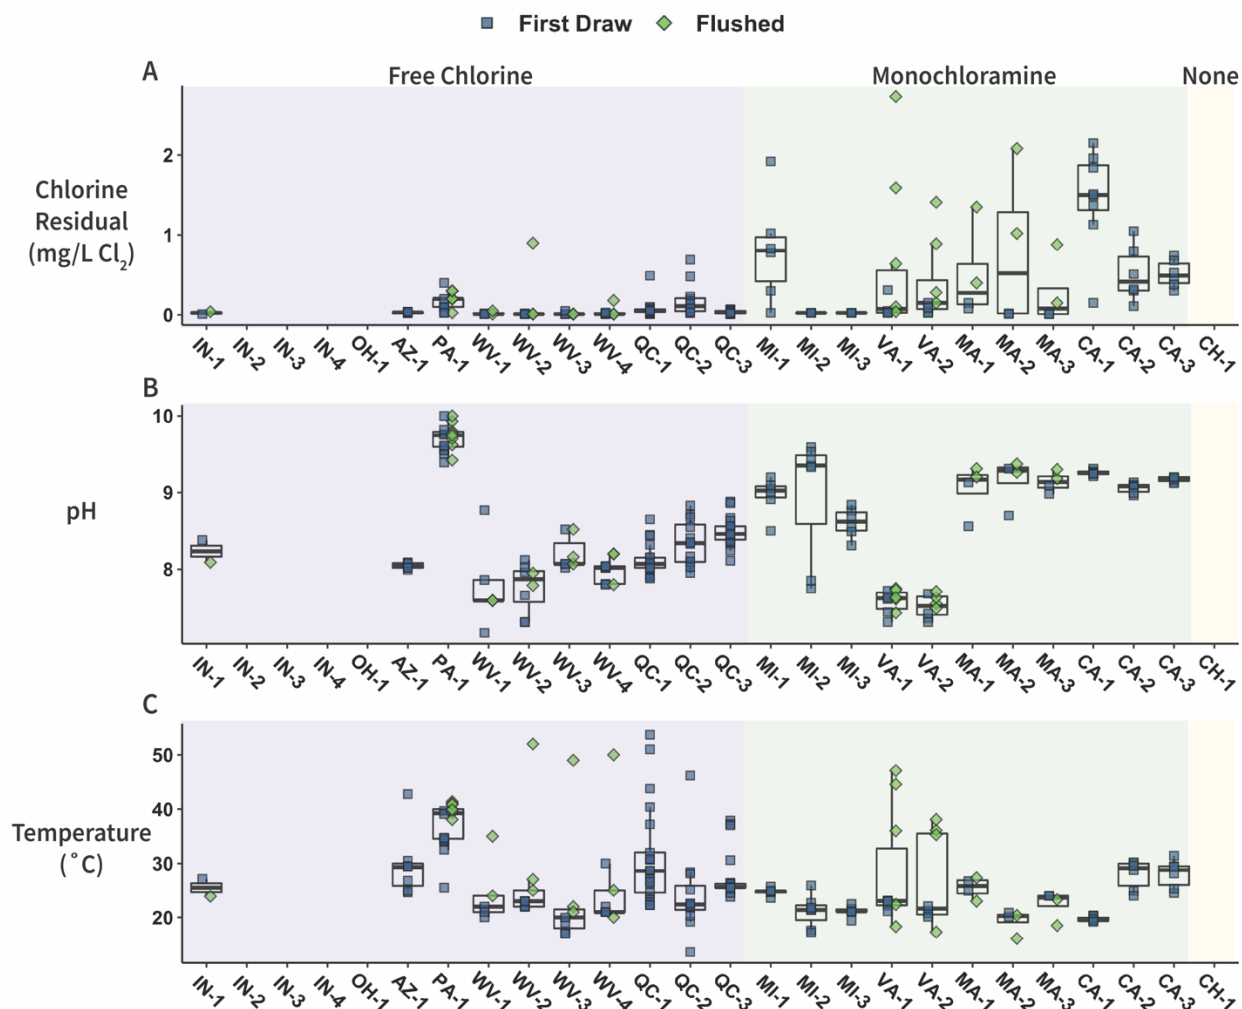 First Draw Flushed
A
Free Chlorine Monochloramine None
Chlorine
Residual
(mg/L Cl₂)
2
1
0
IN-1 IN-2 IN-3 IN-4 OH-1 AZ-1 PA-1 WV-1 WV-2 WV-3 WV-4 QC-1 QC-2 QC-3 MI-1 MI-2 MI-3 VA-1 VA-2 MA-1 MA-2 MA-3 CA-1 CA-2 CA-3 CH-1
B
pH
10
9
8
IN-1 IN-2 IN-3 IN-4 OH-1 AZ-1 PA-1 WV-1 WV-2 WV-3 WV-4 QC-1 QC-2 QC-3 MI-1 MI-2 MI-3 VA-1 VA-2 MA-1 MA-2 MA-3 CA-1 CA-2 CA-3 CH-1
C
Temperature
(˚C)
50
40
30
20
IN-1 IN-2 IN-3 IN-4 OH-1 AZ-1 PA-1 WV-1 WV-2 WV-3 WV-4 QC-1 QC-2 QC-3 MI-1 MI-2 MI-3 VA-1 VA-2 MA-1 MA-2 MA-3 CA-1 CA-2 CA-3 CH-1